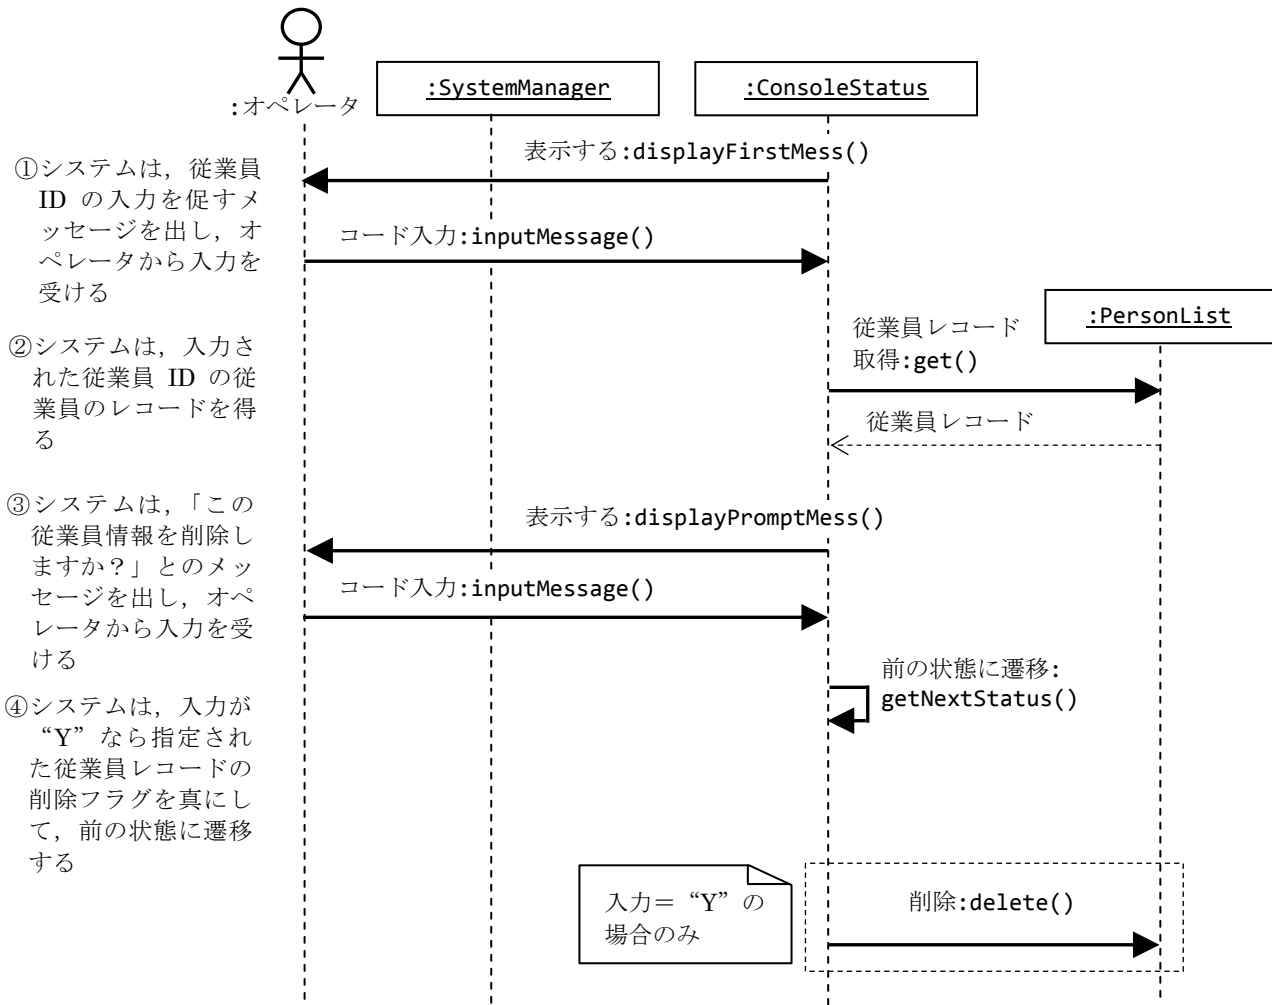 :オペレータ
:SystemManager
:ConsoleStatus
表示する:displayFirstMess()
①システムは，従業員
ID の入力を促すメ
ッセージを出し，オ
ペレータから入力を
受ける
コード入力:inputMessage()
:PersonList
②システムは，入力さ
れた従業員 ID の従
業員のレコードを得
る
従業員レコード
取得:get()
従業員レコード
③システムは，「この
従業員情報を削除し
ますか？」とのメッ
セージを出し，オペ
レータから入力を受
ける
表示する:displayPromptMess()
コード入力:inputMessage()
前の状態に遷移:
getNextStatus()
④システムは，入力が
“Y”なら指定され
た従業員レコードの
削除フラグを真にし
て，前の状態に遷移
する
入力＝“Y”の
場合のみ
削除:delete()